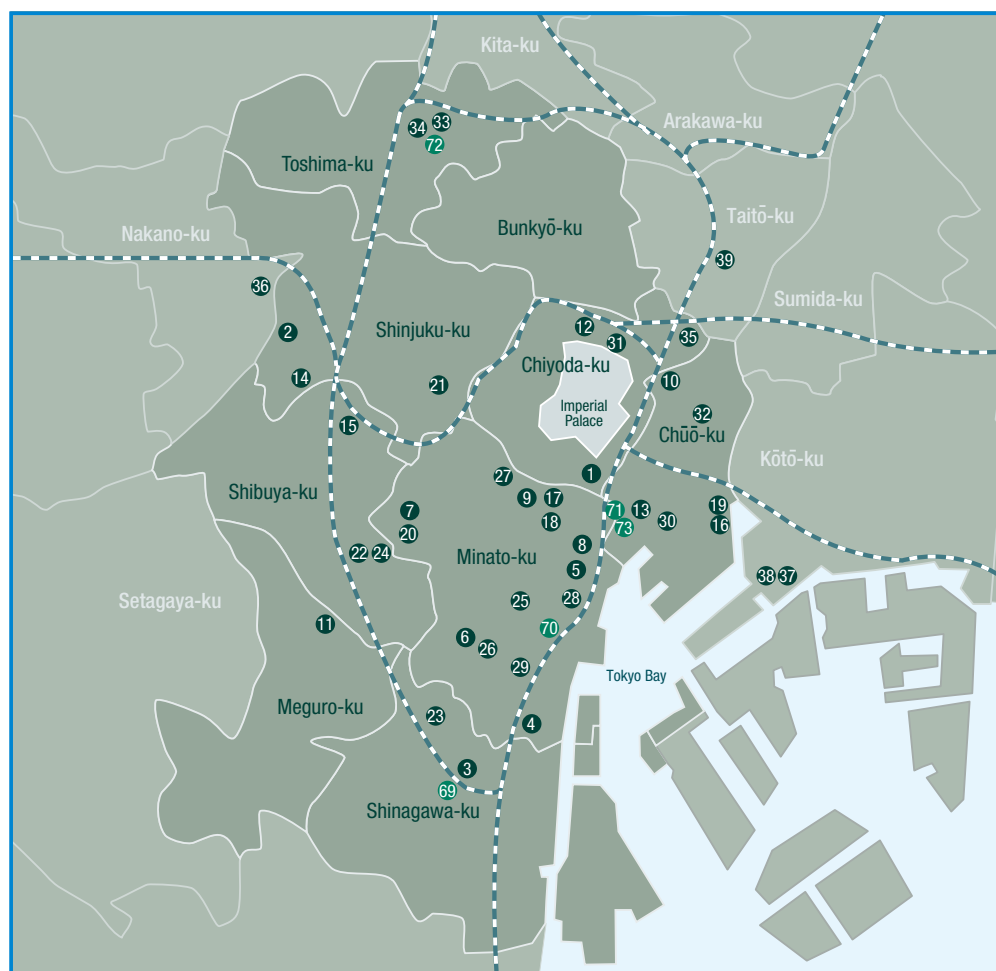 Kita-ku
33
34
Arakawa-ku
72
Toshima-ku
Taitō-ku
Bunkyō-ku
Nakano-ku
39
36
Sumida-ku
12
2
Shinjuku-ku
35
31
Chiyoda-ku
14
10
21
Imperial
Palace
32
15
Chūō-ku
Kōtō-ku
1
27
Shibuya-ku
9
17
19
7
71
13
18
30
16
73
20
8
22
24
Minato-ku
5
38
37
Setagaya-ku
25
28
11
70
6
26
29
Tokyo Bay
Meguro-ku
23
4
3
69
Shinagawa-ku